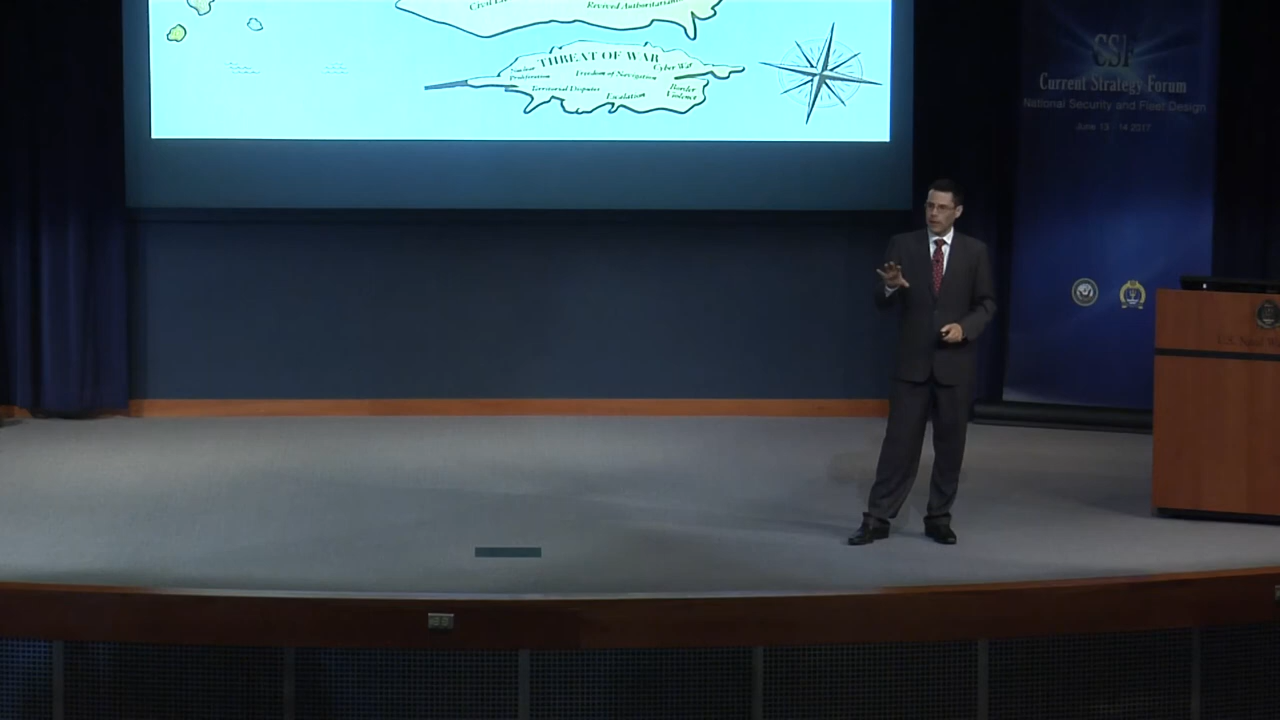 Revived Authoritarianism
THREAT OF WAR
Nuclear
Proliferation
Freedom of Navigation
Cyber War
Territorial Disputes
Escalation
Border
Violence
CSF
Current Strategy Forum
National Security and Fleet Design
June 13 - 14 2017
U.S. Naval